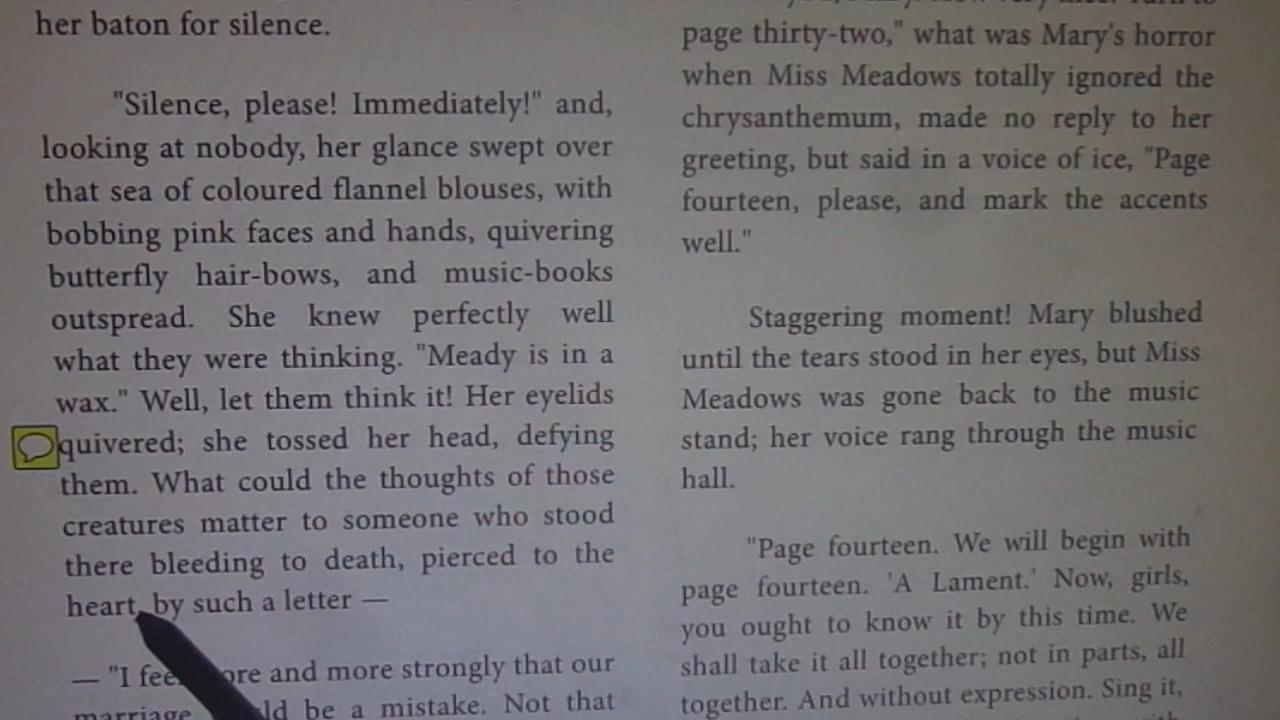 her baton for silence.
"Silence, please! Immediately!" and,
looking at nobody, her glance swept over
that sea of coloured flannel blouses, with
bobbing pink faces and hands, quivering
butterfly hair-bows, and music-books
outspread. She knew perfectly well
what they were thinking. "Meady is in a
wax." Well, let them think it! Her eyelids
quivered; she tossed her head, defying
them. What could the thoughts of those
creatures matter to someone who stood
there bleeding to death, pierced to the
heart, by such a letter —
— "I fee ore and more strongly that our
marriage ld be a mistake. Not that
page thirty-two," what was Mary's horror
when Miss Meadows totally ignored the
chrysanthemum, made no reply to her
greeting, but said in a voice of ice, "Page
fourteen, please, and mark the accents
well."
Staggering moment! Mary blushed
until the tears stood in her eyes, but Miss
Meadows was gone back to the music
stand; her voice rang through the music
hall.
"Page fourteen. We will begin with
page fourteen. 'A Lament.' Now, girls,
you ought to know it by this time. We
shall take it all together; not in parts, all
together. And without expression. Sing it,